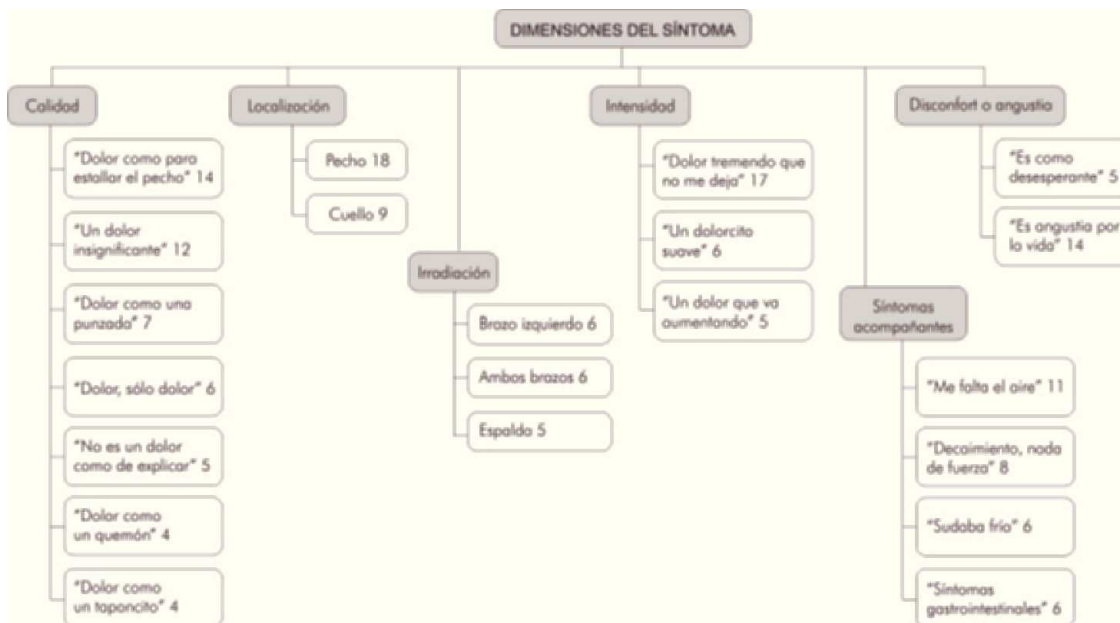 DIMENSIONES DEL SÍNTOMA
Calidad
"Dolor como para
estallar el pecho" 14
"Un dolor
insignificante" 12
"Dolor como una
punzada" 7
"Dolor, sólo dolor" 6
"No es un dolor
como de explicar" 5
"Dolor como
un quemón" 4
"Dolor como
un taponcito" 4
Localización
Pecho 18
Cuello 9
Irradiación
Brazo izquierdo 6
Ambos brazos 6
Espalda 5
Intensidad
"Dolor tremendo que
no me deja" 17
"Un dolorcito
suave" 6
"Un dolor que va
aumentando" 5
Síntomas
acompañantes
"Me falta el aire" 11
"Decaimiento, nada
de fuerza" 8
"Sudaba frío" 6
"Síntomas
gastrointestinales" 6
Disconfort o angustia
"Es como
desesperante" 5
"Es angustia por
la vida" 14